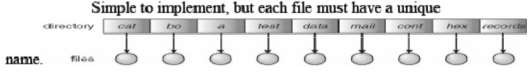 Simple to implement, but each file must have a unique
directory cat bo a test data mail cont hex records
name. files